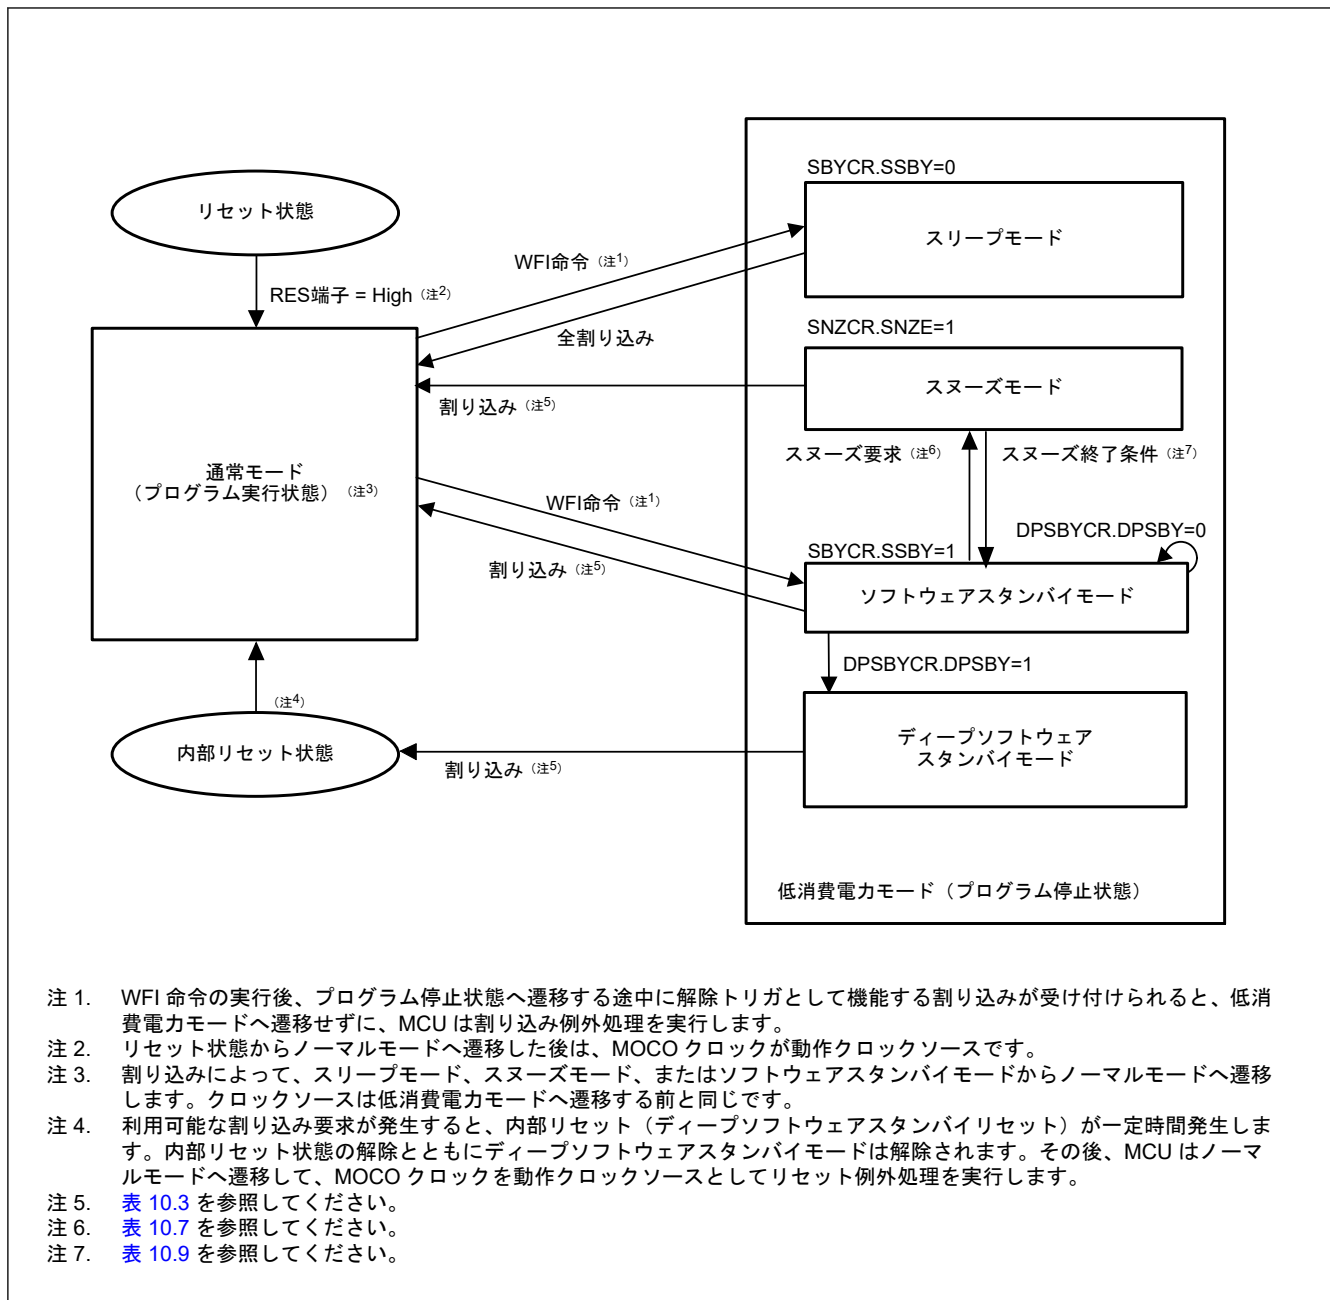 SBYCR.SSBY=0
リセット状態
スリープモード
WFI命令（注1）
RES端子 = High（注2）
全割り込み
SNZCR.SNZE=1
スヌーズモード
割り込み（注5）
スヌーズ要求（注6）
スヌーズ終了条件（注7）
通常モード
（プログラム実行状態）（注3）
WFI命令（注1）
DPSBYCR.DPSBY=0
SBYCR.SSBY=1
割り込み（注5）
ソフトウェアスタンバイモード
DPSBYCR.DPSBY=1
（注4）
内部リセット状態
ディープソフトウェア
スタンバイモード
割り込み（注5）
低消費電力モード（プログラム停止状態）
注 1. WFI 命令の実行後、プログラム停止状態へ遷移する途中に解除トリガとして機能する割り込みが受け付けられると、低消
費電力モードへ遷移せずに、MCU は割り込み例外処理を実行します。
注 2. リセット状態からノーマルモードへ遷移した後は、MOCO クロックが動作クロックソースです。
注 3. 割り込みによって、スリープモード、スヌーズモード、またはソフトウェアスタンバイモードからノーマルモードへ遷移
します。クロックソースは低消費電力モードへ遷移する前と同じです。
注 4. 利用可能な割り込み要求が発生すると、内部リセット（ディープソフトウェアスタンバイリセット）が一定時間発生しま
す。内部リセット状態の解除とともにディープソフトウェアスタンバイモードは解除されます。その後、MCU はノーマ
ルモードへ遷移して、MOCO クロックを動作クロックソースとしてリセット例外処理を実行します。
注 5. 表 10.3 を参照してください。
注 6. 表 10.7 を参照してください。
注 7. 表 10.9 を参照してください。